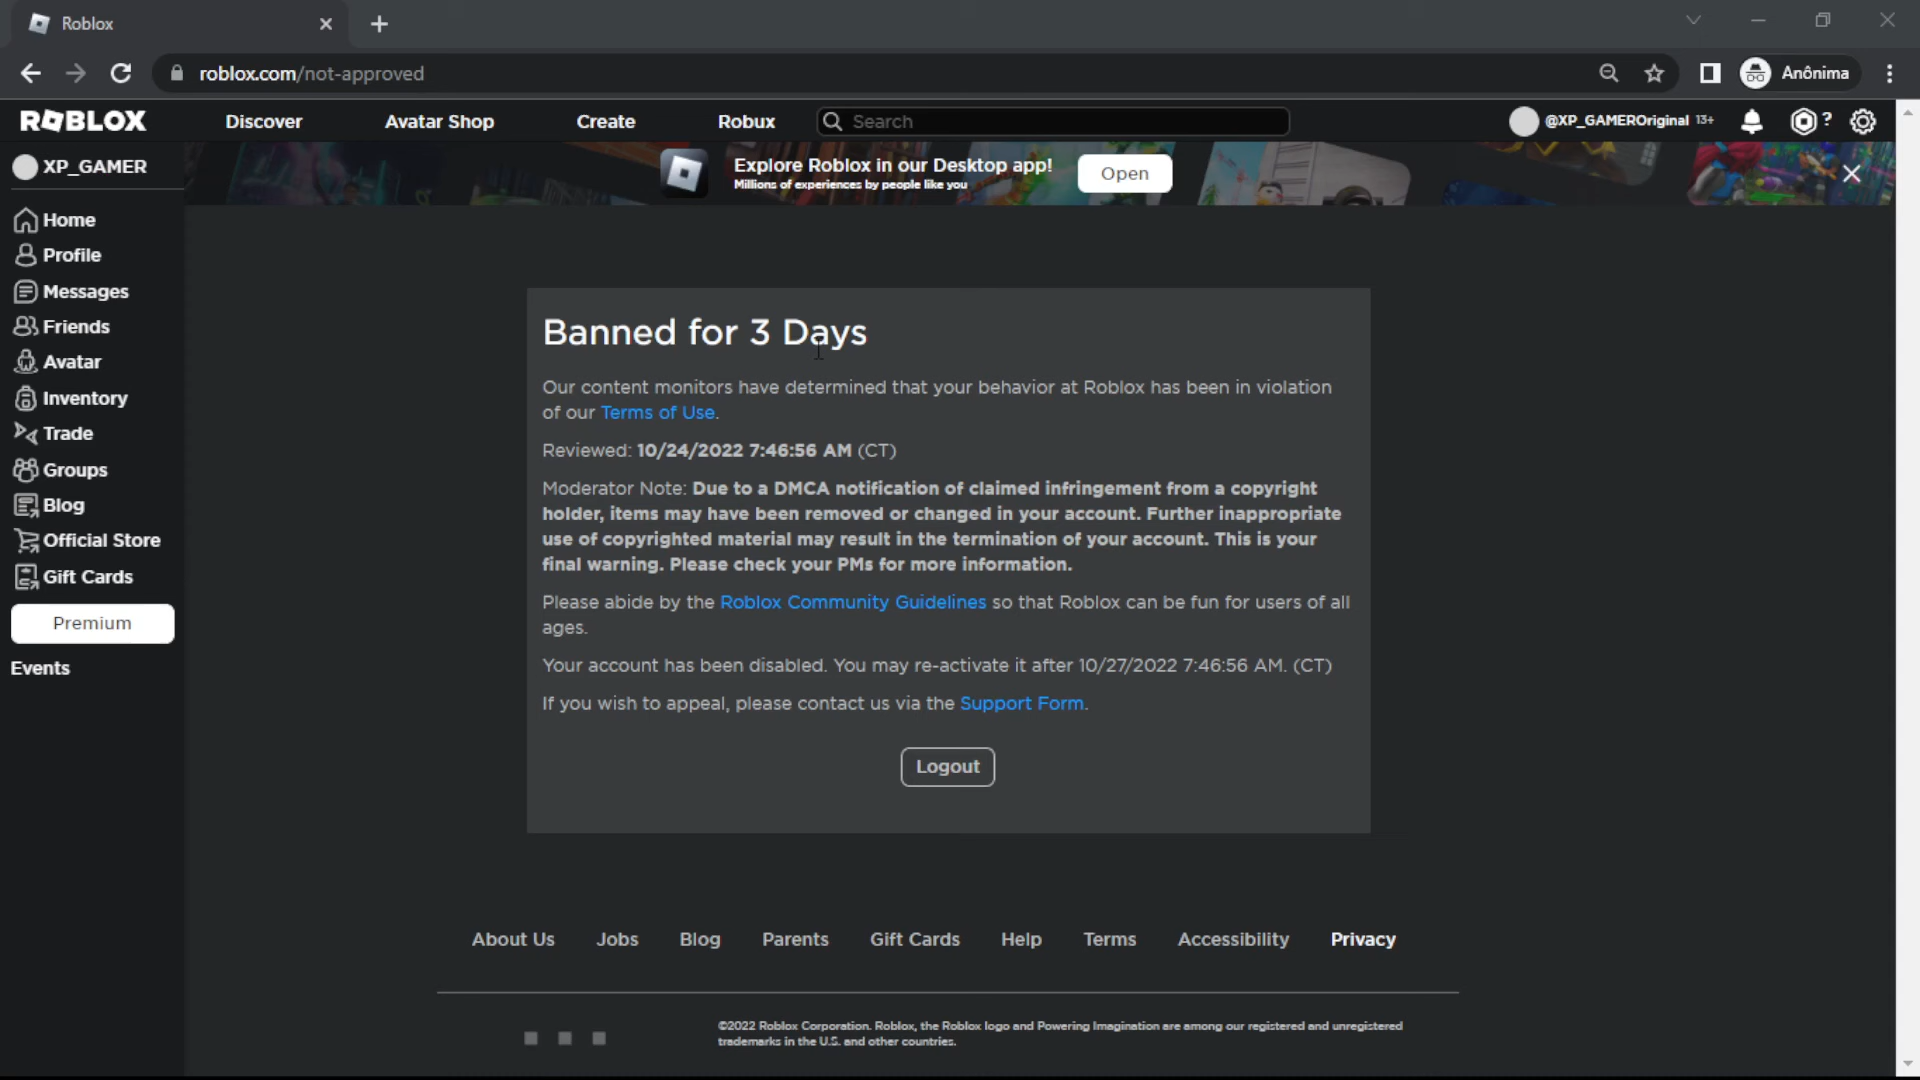 Roblox
roblox.com/not-approved
Anônima
ROBLOX
Discover
Avatar Shop
Create
Robux
Search
@XP_GAMEROriginal 13+
?
XP_GAMER
Explore Roblox in our Desktop app!
Millions of experiences by people like you
Open
Home
Profile
Messages
Friends
Avatar
Inventory
Trade
Groups
Blog
Official Store
Gift Cards
Premium
Events
Banned for 3 Days
Our content monitors have determined that your behavior at Roblox has been in violation
of our Terms of Use.
Reviewed: 10/24/2022 7:46:56 AM (CT)
Moderator Note: Due to a DMCA notification of claimed infringement from a copyright
holder, items may have been removed or changed in your account. Further inappropriate
use of copyrighted material may result in the termination of your account. This is your
final warning. Please check your PMs for more information.
Please abide by the Roblox Community Guidelines so that Roblox can be fun for users of all
ages.
Your account has been disabled. You may re-activate it after 10/27/2022 7:46:56 AM. (CT)
If you wish to appeal, please contact us via the Support Form.
Logout
About Us
Jobs
Blog
Parents
Gift Cards
Help
Terms
Accessibility
Privacy
©2022 Roblox Corporation. Roblox, the Roblox logo and Powering Imagination are among our registered and unregistered
trademarks in the U.S. and other countries.